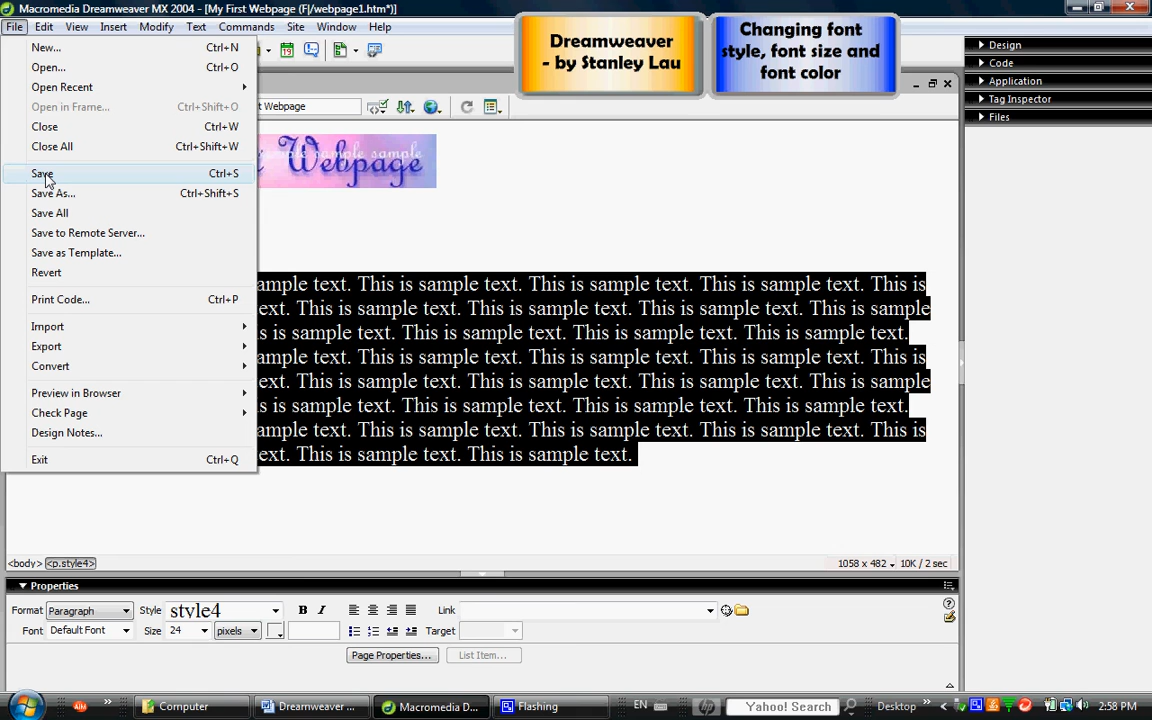 Macromedia Dreamweaver MX 2004 - [My First Webpage (F|/webpage1.htm*)]
File Edit View Insert Modify Text Commands Site Window Help
Dreamweaver
- by Stanley Lau
Changing font
style, font size and
font color
New... Ctrl+N
Open... Ctrl+O
Open Recent
Open in Frame... Ctrl+Shift+O
Close Ctrl+W
Close All Ctrl+Shift+W
Save Ctrl+S
Save As... Ctrl+Shift+S
Save All
Save to Remote Server...
Save as Template...
Revert
Print Code... Ctrl+P
Import
Export
Convert
Preview in Browser
Check Page
Design Notes...
Exit Ctrl+Q
t Webpage
sample sample
Webpage
ample text. This is sample text. This is sample text. This is sample text. This is
ext. This is sample text. This is sample text. This is sample text. This is sample
is sample text. This is sample text. This is sample text. This is sample text.
ample text. This is sample text. This is sample text. This is sample text. This is
ext. This is sample text. This is sample text. This is sample text. This is sample
is sample text. This is sample text. This is sample text. This is sample text.
ample text. This is sample text. This is sample text. This is sample text. This is
ext. This is sample text. This is sample text.
Design
Code
Application
Tag Inspector
Files
<body> <p.style4> 1058 x 482 10K / 2 sec
Properties
Format Paragraph Style style4 B I Link
Font Default Font Size 24 pixels Target
Page Properties... List Item...
AIM Computer Dreamweaver ... Macromedia D... Flashing EN hp Yahoo! Search Desktop 2:58 PM